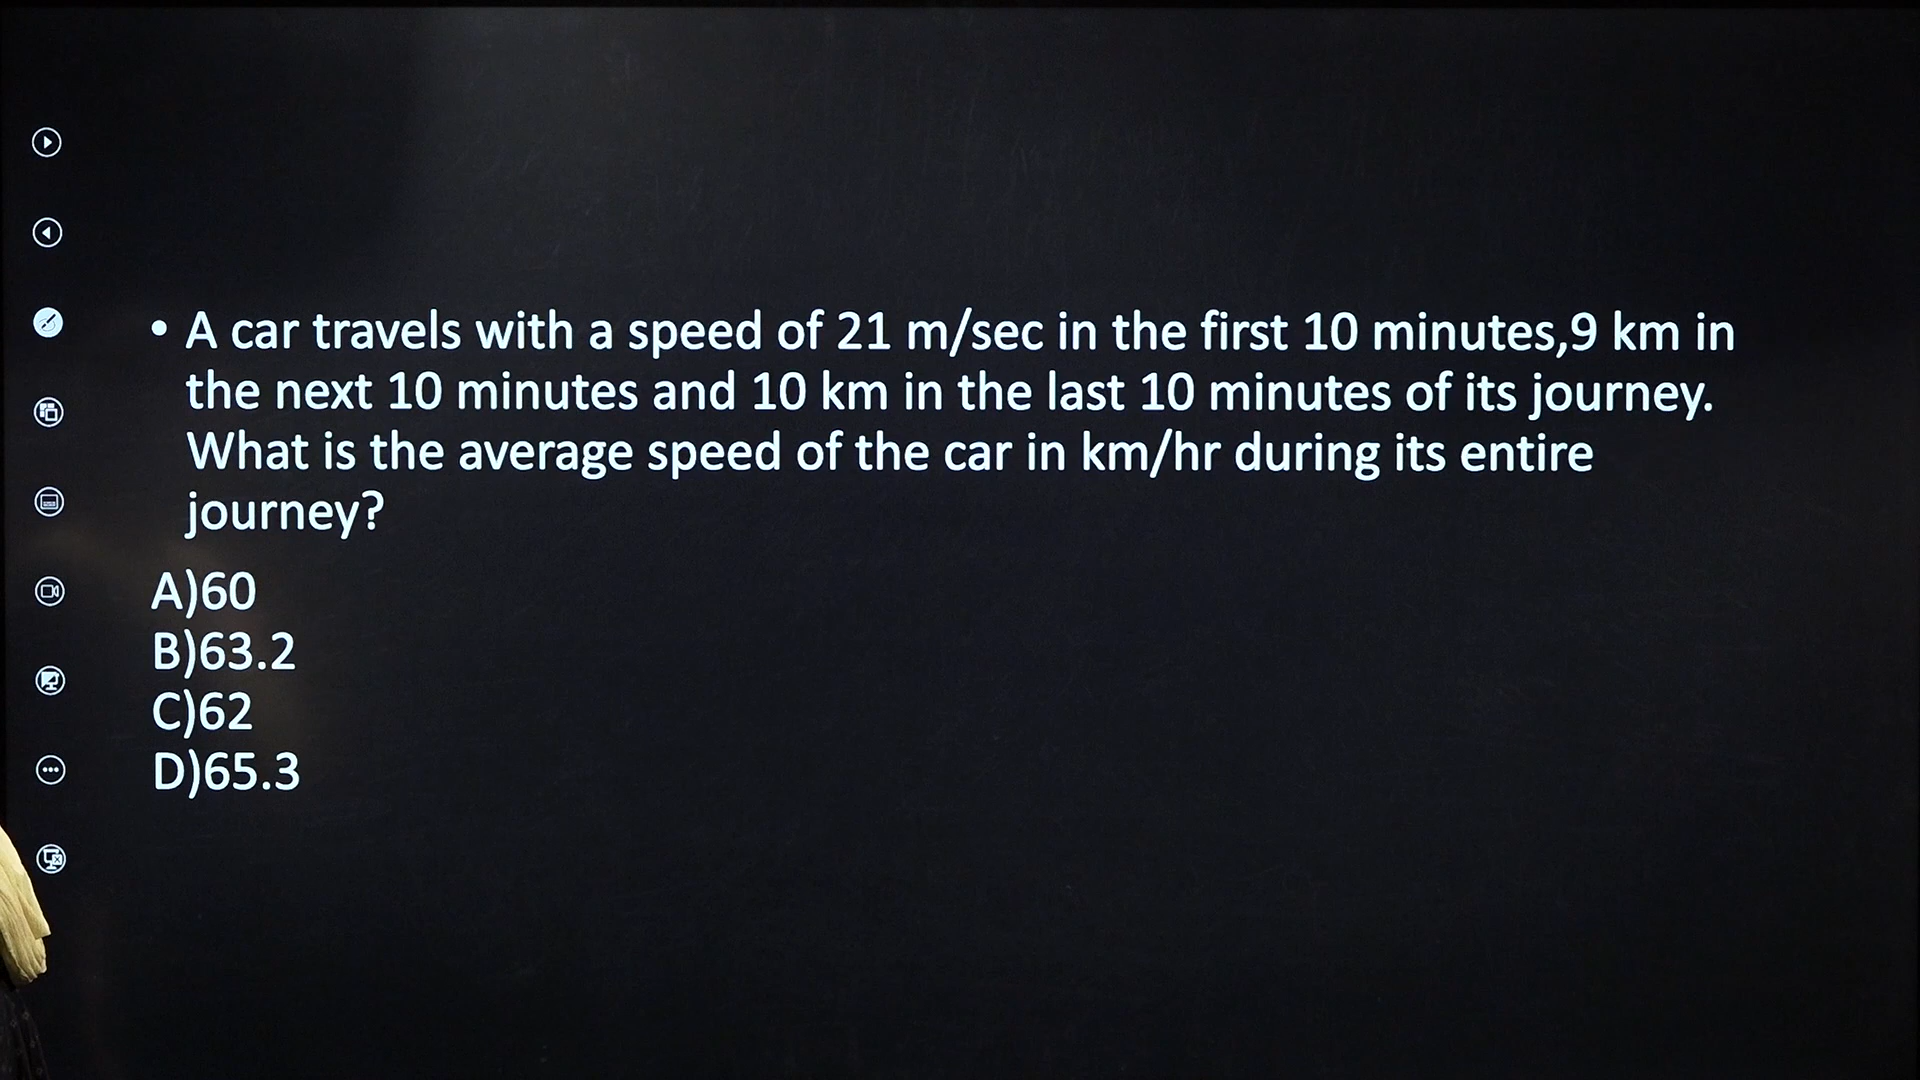 • A car travels with a speed of 21 m/sec in the first 10 minutes,9 km in
the next 10 minutes and 10 km in the last 10 minutes of its journey.
What is the average speed of the car in km/hr during its entire
journey?
A)60
B)63.2
C)62
D)65.3